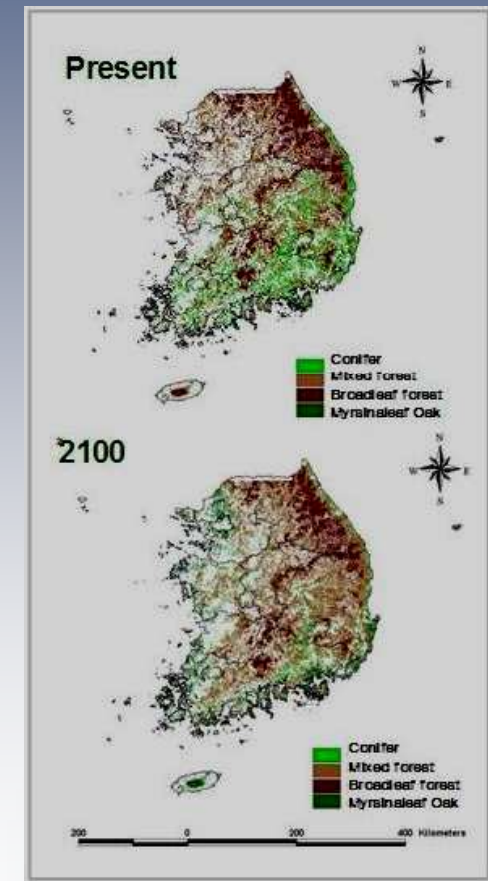 Present
N
W E
S
Conifer
Mixed forest
Broadleaf forest
Myrsinaleaf Oak
2100
N
W E
S
Conifer
Mixed forest
Broadleaf forest
Myrsinaleaf Oak
200 0 200 400 Kilometers